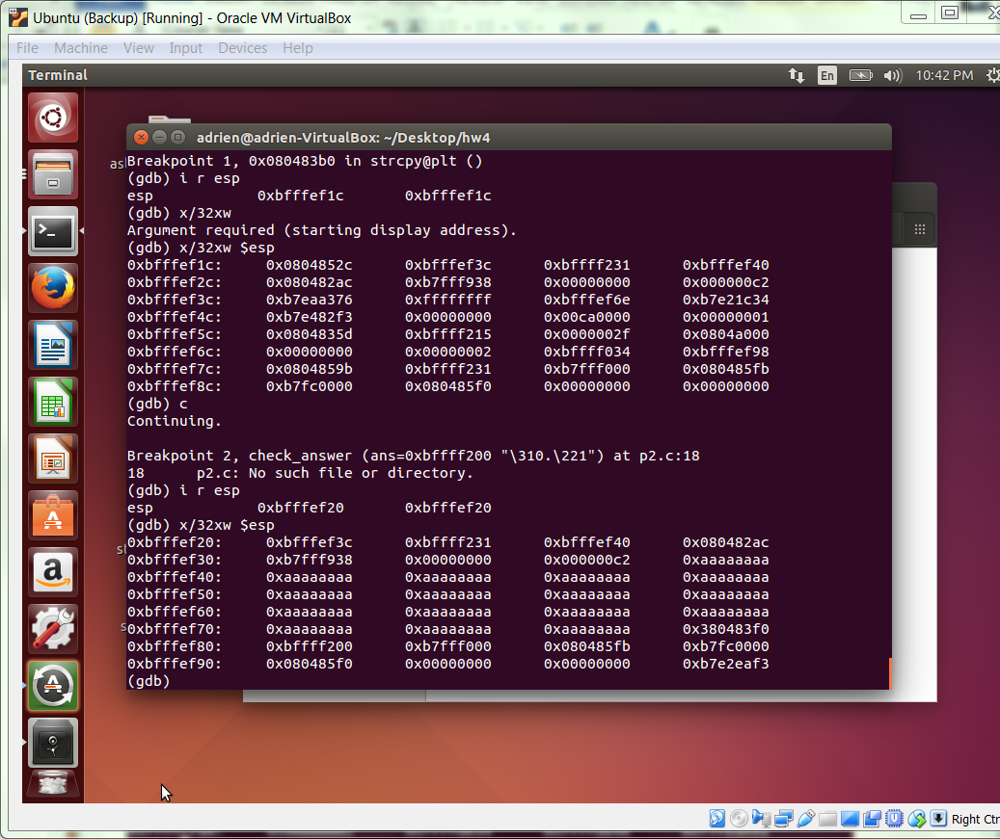 Ubuntu (Backup) [Running] - Oracle VM VirtualBox
File Machine View Input Devices Help
Terminal En 10:42 PM
adrien@adrien-VirtualBox: ~/Desktop/hw4
as
Breakpoint 1, 0x080483b0 in strcpy@plt ()
(gdb) i r esp
esp 0xbfffef1c 0xbfffef1c
(gdb) x/32xw
Argument required (starting display address).
(gdb) x/32xw $esp
0xbfffef1c: 0x0804852c 0xbfffef3c 0xbffff231 0xbfffef40
0xbfffef2c: 0x080482ac 0xb7fff938 0x00000000 0x000000c2
0xbfffef3c: 0xb7eaa376 0xffffffff 0xbfffef6e 0xb7e21c34
0xbfffef4c: 0xb7e482f3 0x00000000 0x00ca0000 0x00000001
0xbfffef5c: 0x0804835d 0xbffff215 0x0000002f 0x0804a000
0xbfffef6c: 0x00000000 0x00000002 0xbffff034 0xbfffef98
0xbfffef7c: 0x0804859b 0xbffff231 0xb7fff000 0x080485fb
0xbfffef8c: 0xb7fc0000 0x080485f0 0x00000000 0x00000000
(gdb) c
Continuing.
Breakpoint 2, check_answer (ans=0xbffff200 "\310.\221") at p2.c:18
18 p2.c: No such file or directory.
(gdb) i r esp
esp 0xbfffef20 0xbfffef20
(gdb) x/32xw $esp
0xbfffef20: 0xbfffef3c 0xbffff231 0xbfffef40 0x080482ac
0xbfffef30: 0xb7fff938 0x00000000 0x000000c2 0xaaaaaaaa
0xbfffef40: 0xaaaaaaaa 0xaaaaaaaa 0xaaaaaaaa 0xaaaaaaaa
0xbfffef50: 0xaaaaaaaa 0xaaaaaaaa 0xaaaaaaaa 0xaaaaaaaa
0xbfffef60: 0xaaaaaaaa 0xaaaaaaaa 0xaaaaaaaa 0xaaaaaaaa
0xbfffef70: 0xaaaaaaaa 0xaaaaaaaa 0xaaaaaaaa 0x380483f0
0xbfffef80: 0xbffff200 0xb7fff000 0x080485fb 0xb7fc0000
0xbfffef90: 0x080485f0 0x00000000 0x00000000 0xb7e2eaf3
(gdb)
Right Ctr